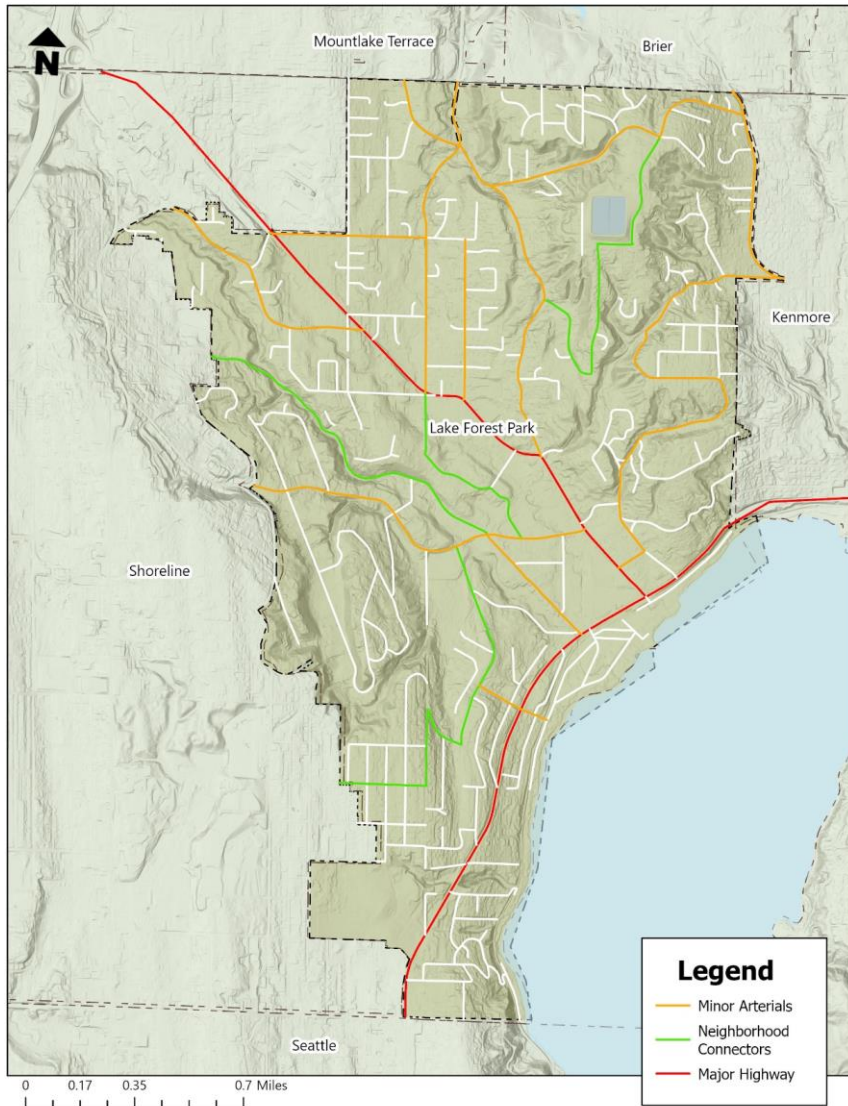 Mountlake Terrace
Brier
N
Kenmore
Lake Forest Park
Shoreline
Legend
Minor Arterials
Neighborhood
Connectors
Major Highway
Seattle
0 0.17 0.35 0.7 Miles